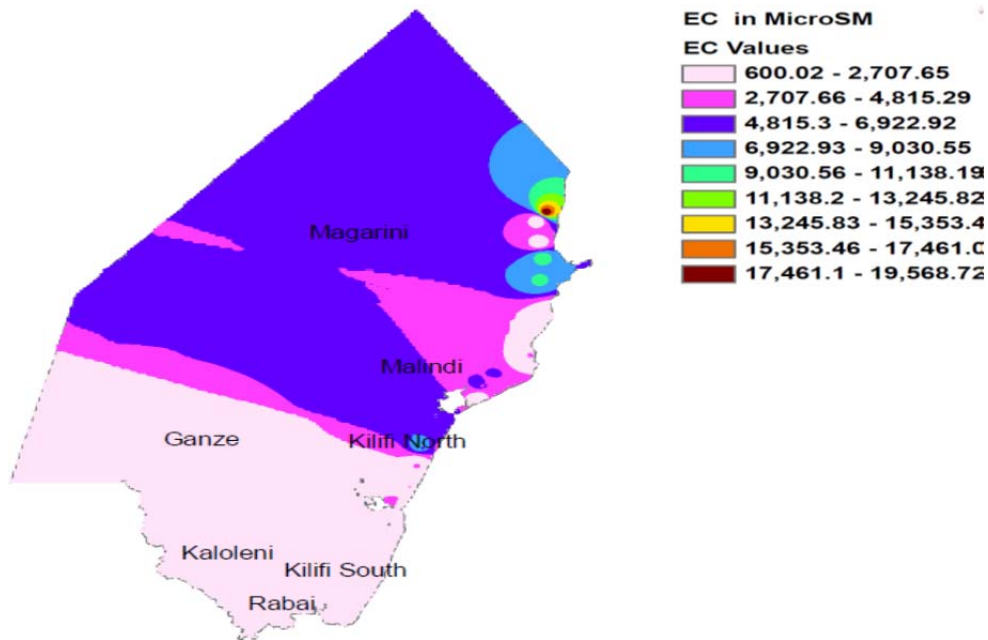 EC in MicroSM
EC Values
600.02 - 2,707.65
2,707.66 - 4,815.29
4,815.3 - 6,922.92
6,922.93 - 9,030.55
9,030.56 - 11,138.19
11,138.2 - 13,245.82
13,245.83 - 15,353.4
15,353.46 - 17,461.0
17,461.1 - 19,568.72
Magarini
Malindi
Ganze
Kilifi North
Kaloleni
Kilifi South
Rabai